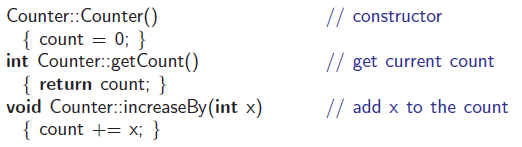 Counter::Counter() // constructor
{ count = 0; }
int Counter::getCount() // get current count
{ return count; }
void Counter::increaseBy(int x) // add x to the count
{ count += x; }